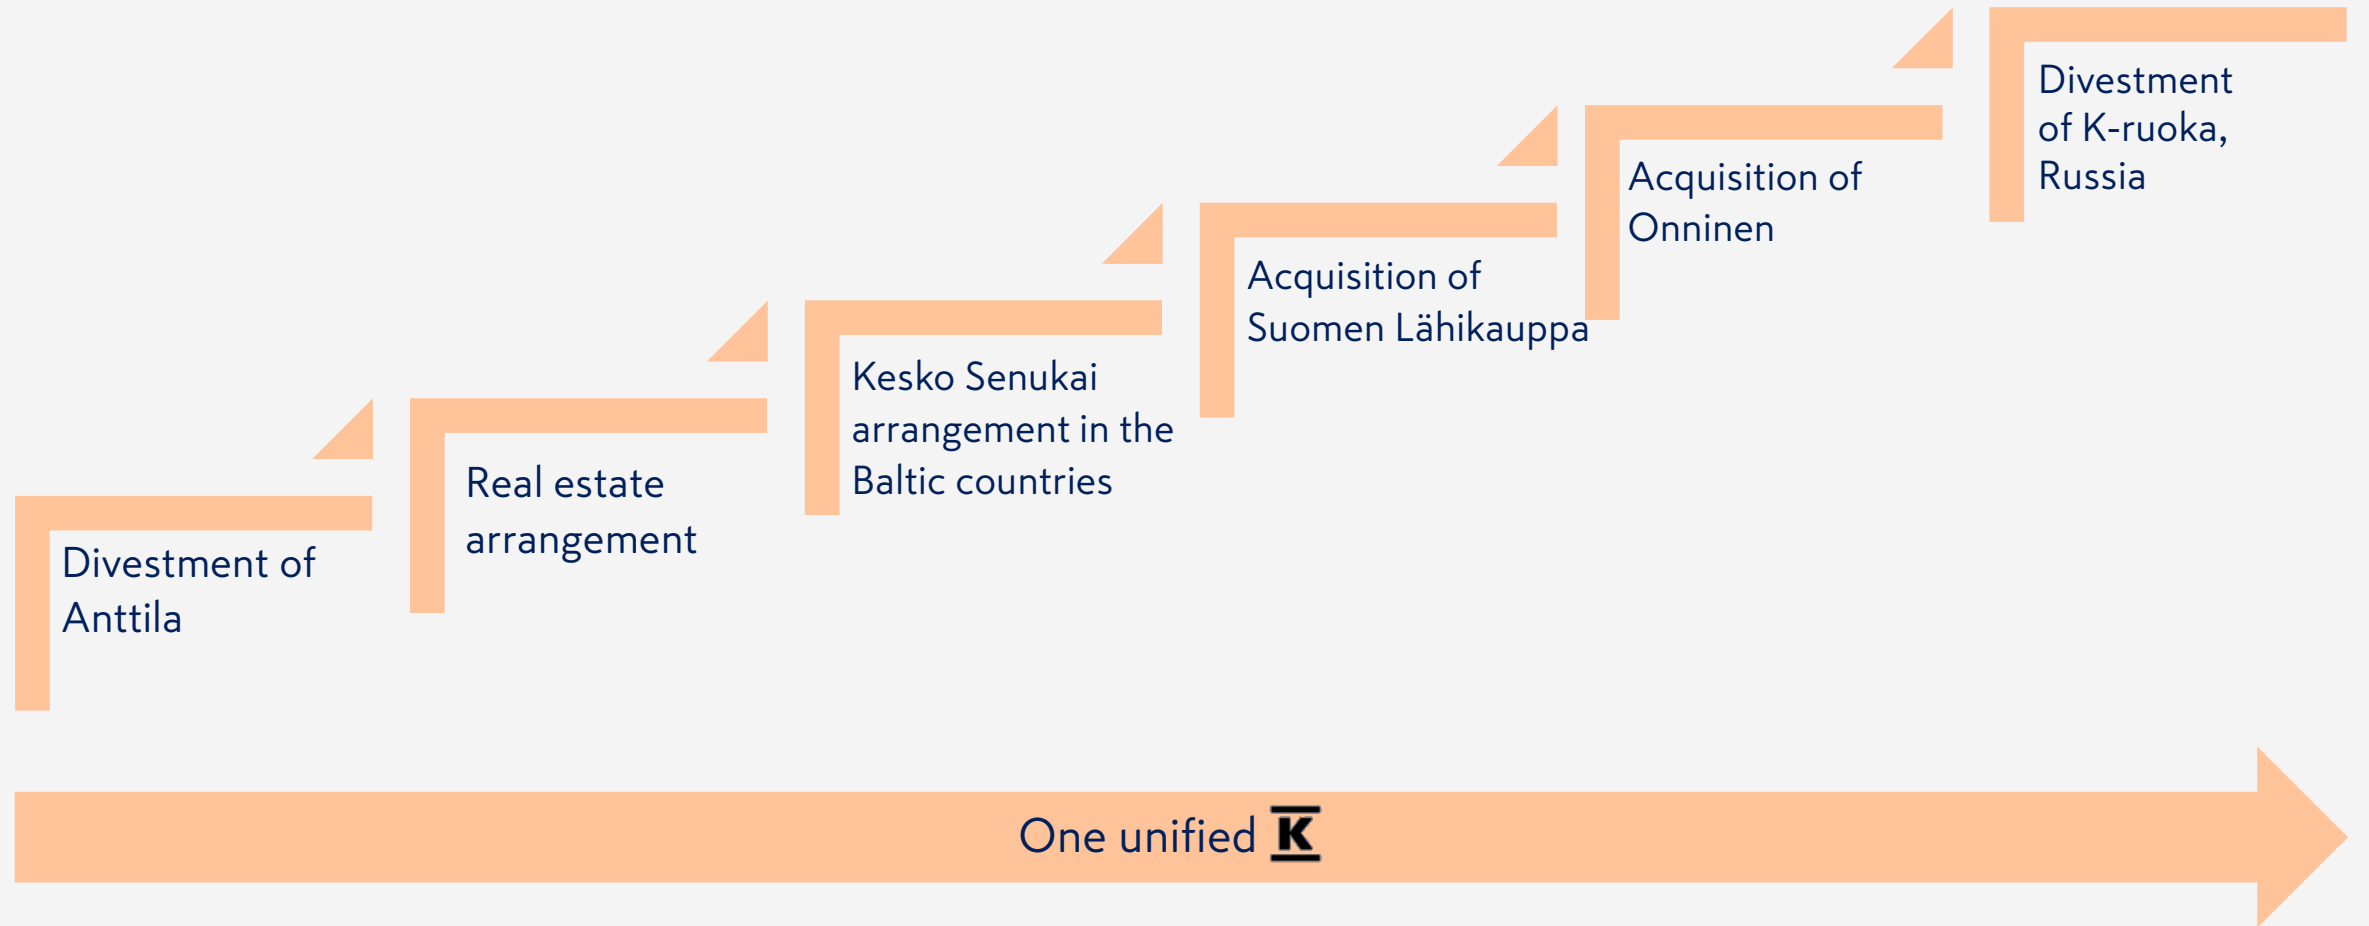 Divestment of
Anttila
Real estate
arrangement
Kesko Senukai
arrangement in the
Baltic countries
Acquisition of
Suomen Lähikauppa
Acquisition of
Onninen
Divestment
of K-ruoka,
Russia
One unified K